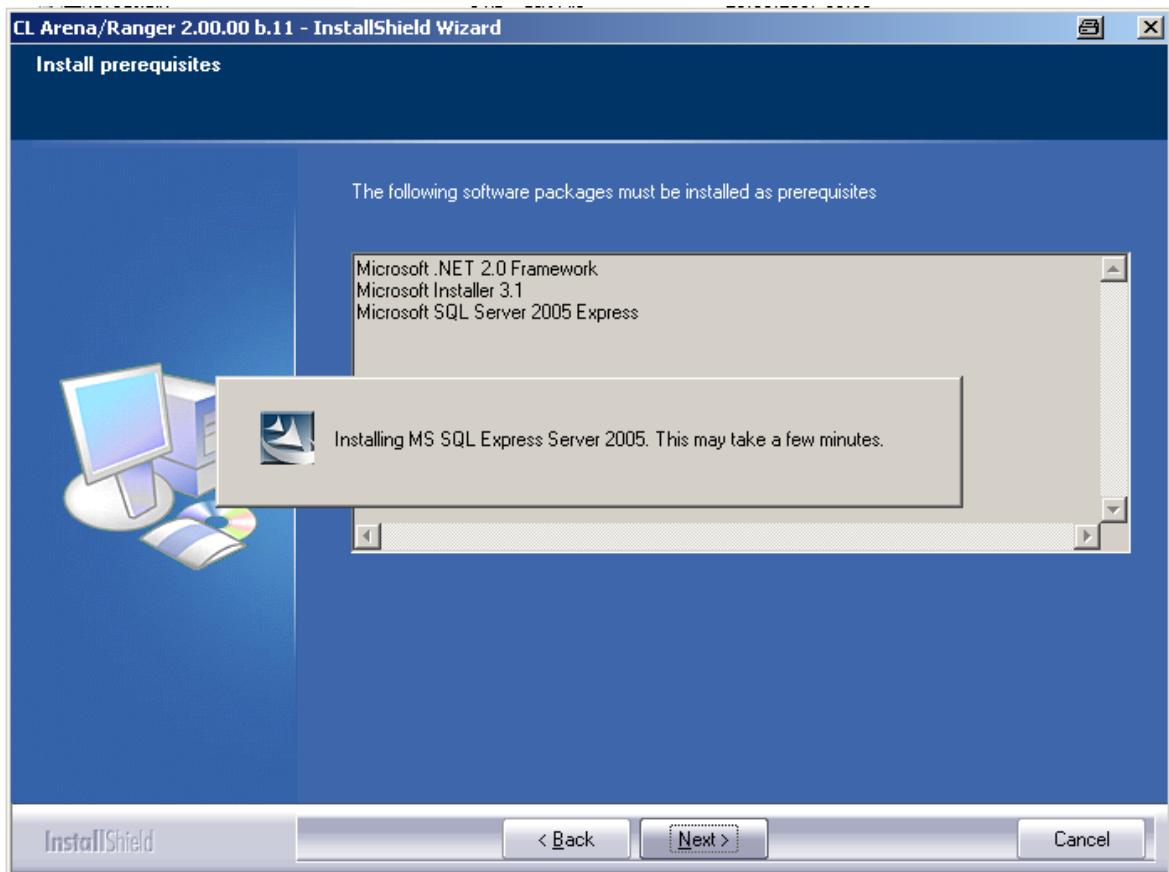 CL Arena/Ranger 2.00.00 b.11 - InstallShield Wizard
Install prerequisites
The following software packages must be installed as prerequisites
Microsoft .NET 2.0 Framework
Microsoft Installer 3.1
Microsoft SQL Server 2005 Express
Installing MS SQL Express Server 2005. This may take a few minutes.
InstallShield
< Back
Next >
Cancel